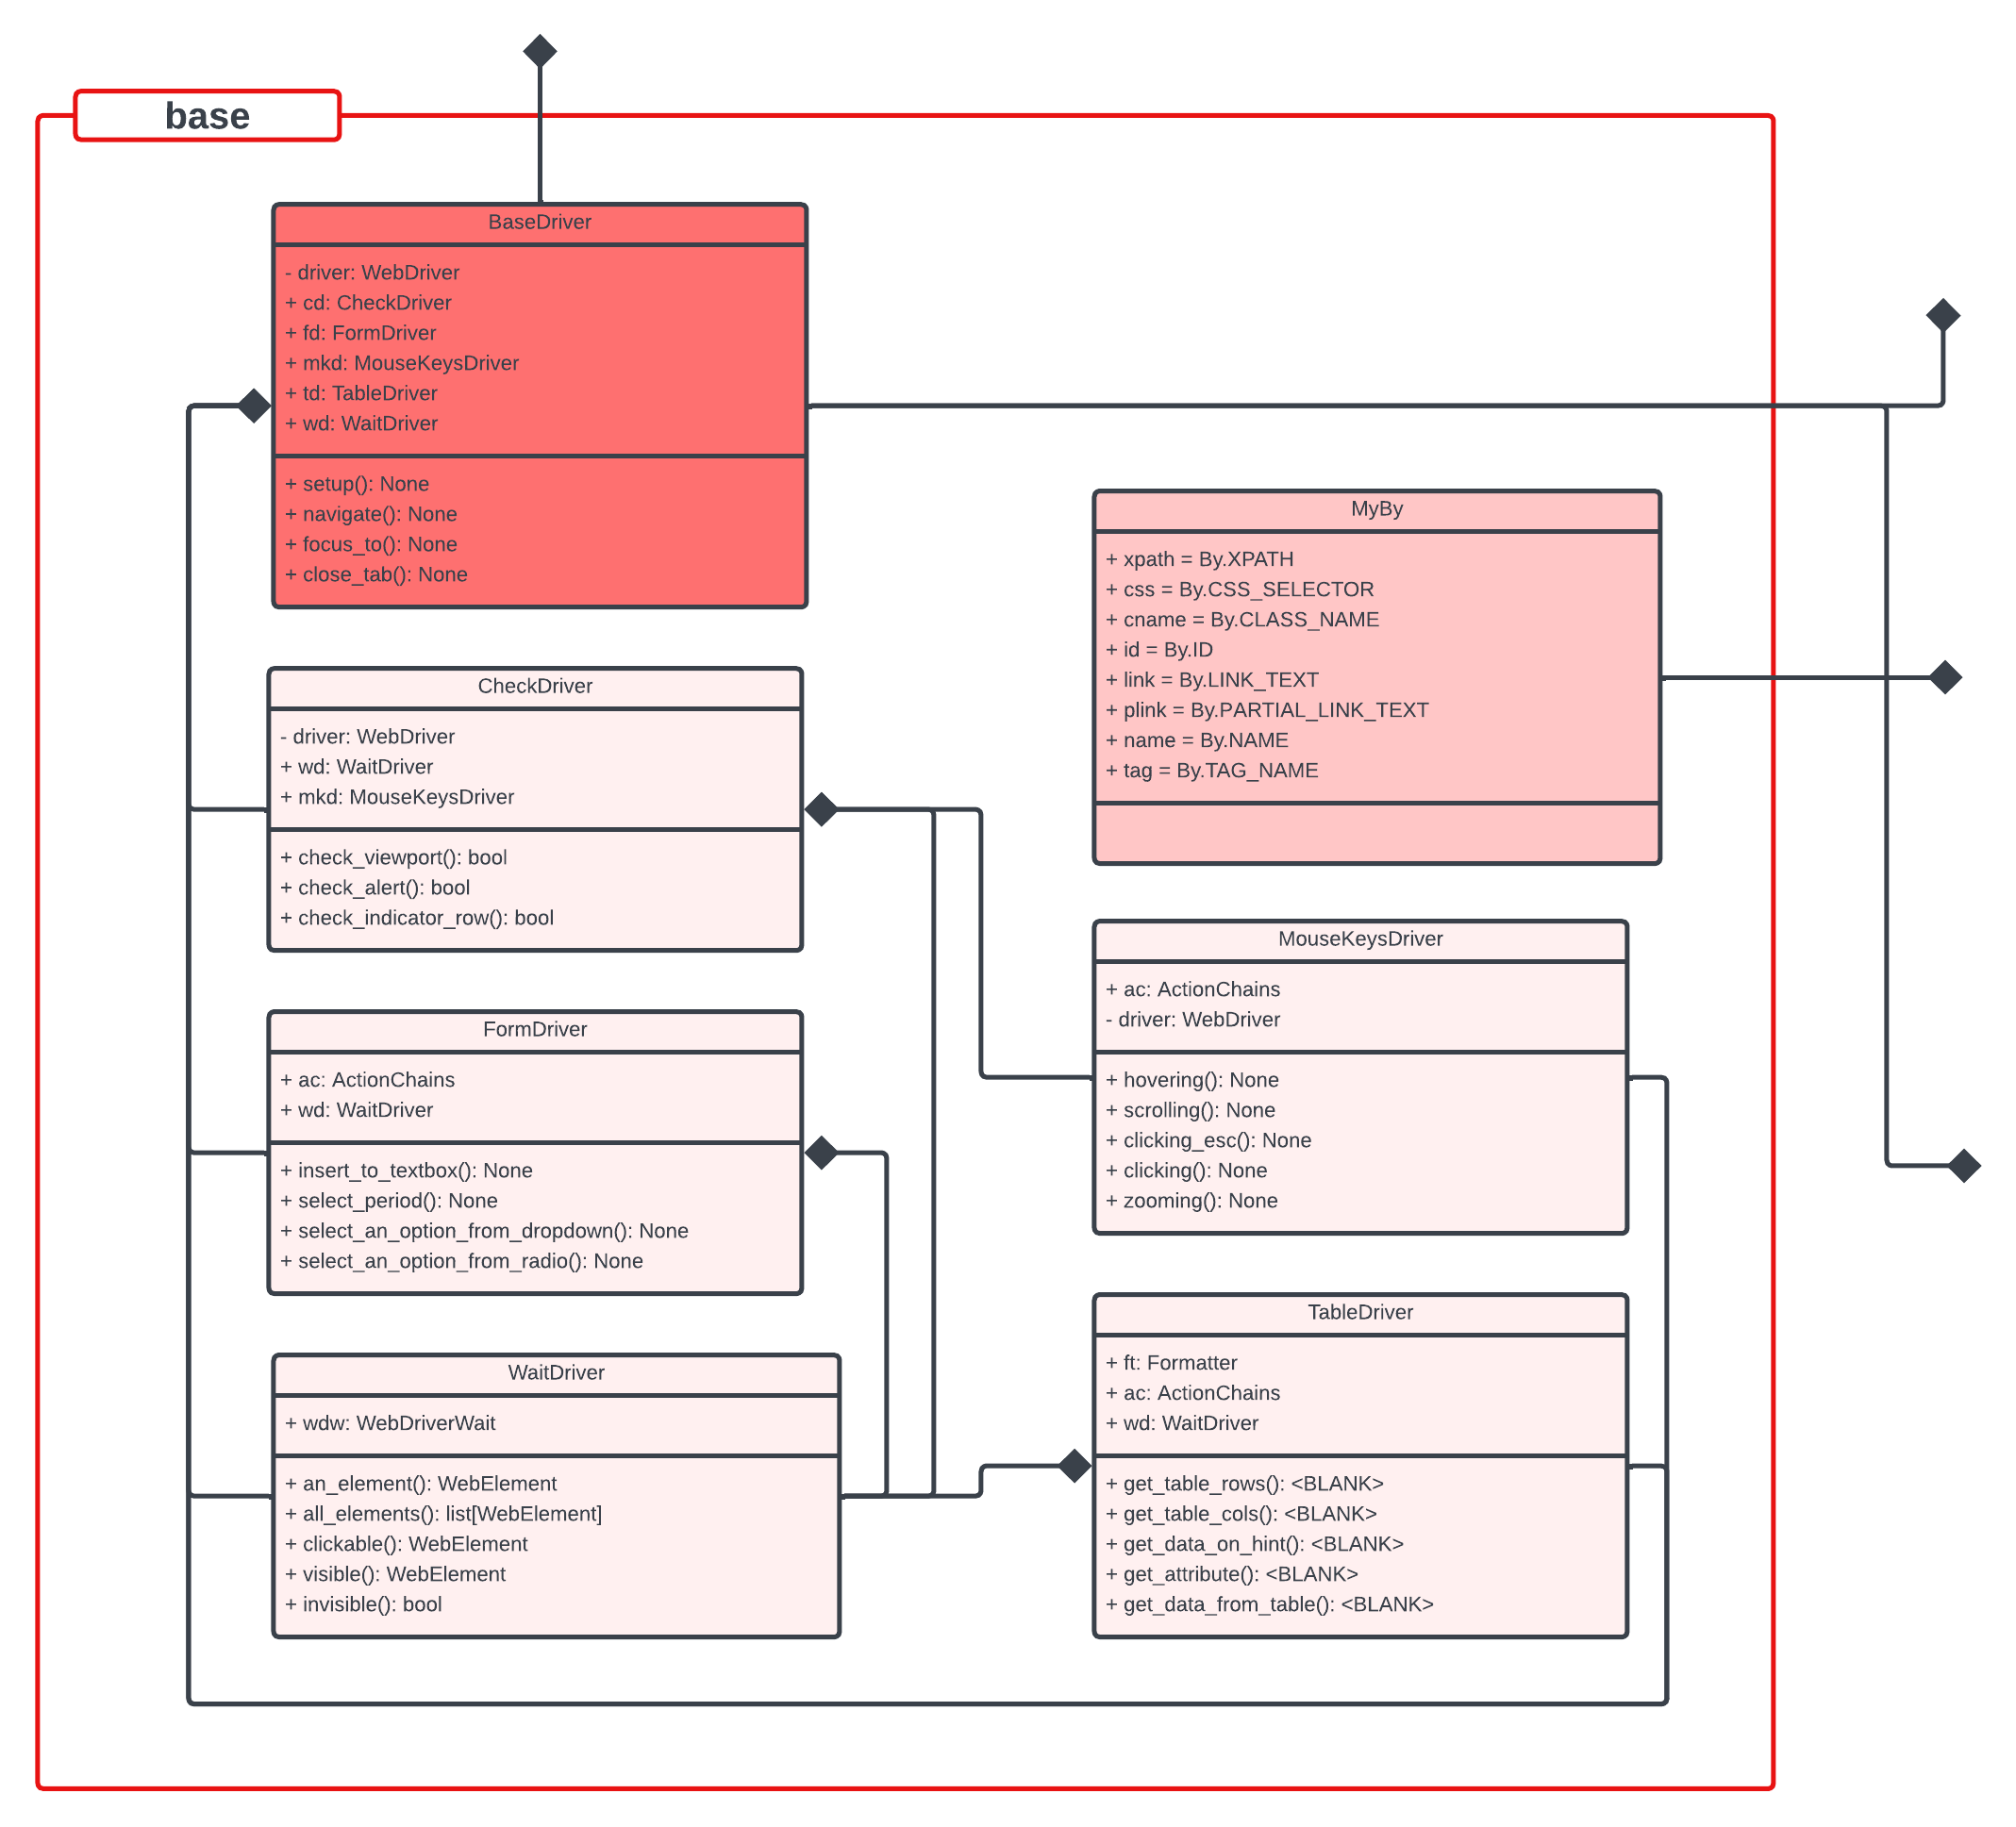 base
BaseDriver
- driver: WebDriver
+ cd: CheckDriver
+ fd: FormDriver
+ mkd: MouseKeysDriver
+ td: TableDriver
+ wd: WaitDriver
+ setup(): None
+ navigate(): None
+ focus_to(): None
+ close_tab(): None
MyBy
+ xpath = By.XPATH
+ css = By.CSS_SELECTOR
+ cname = By.CLASS_NAME
+ id = By.ID
+ link = By.LINK_TEXT
+ plink = By.PARTIAL_LINK_TEXT
+ name = By.NAME
+ tag = By.TAG_NAME
CheckDriver
- driver: WebDriver
+ wd: WaitDriver
+ mkd: MouseKeysDriver
+ check_viewport(): bool
+ check_alert(): bool
+ check_indicator_row(): bool
MouseKeysDriver
+ ac: ActionChains
- driver: WebDriver
+ hovering(): None
+ scrolling(): None
+ clicking_esc(): None
+ clicking(): None
+ zooming(): None
FormDriver
+ ac: ActionChains
+ wd: WaitDriver
+ insert_to_textbox(): None
+ select_period(): None
+ select_an_option_from_dropdown(): None
+ select_an_option_from_radio(): None
TableDriver
+ ft: Formatter
+ ac: ActionChains
+ wd: WaitDriver
+ get_table_rows(): <BLANK>
+ get_table_cols(): <BLANK>
+ get_data_on_hint(): <BLANK>
+ get_attribute(): <BLANK>
+ get_data_from_table(): <BLANK>
WaitDriver
+ wdw: WebDriverWait
+ an_element(): WebElement
+ all_elements(): list[WebElement]
+ clickable(): WebElement
+ visible(): WebElement
+ invisible(): bool